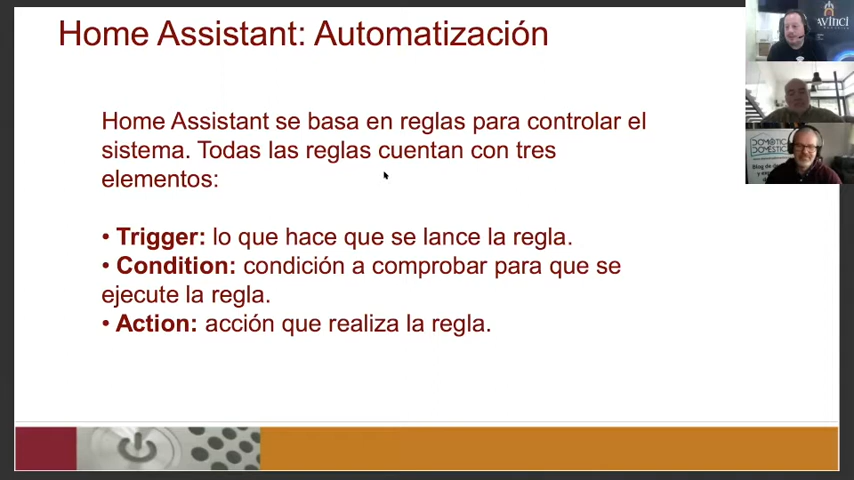 Home Assistant: Automatización
Home Assistant se basa en reglas para controlar el
sistema. Todas las reglas cuentan con tres
elementos:
• Trigger: lo que hace que se lance la regla.
• Condition: condición a comprobar para que se
ejecute la regla.
• Action: acción que realiza la regla.